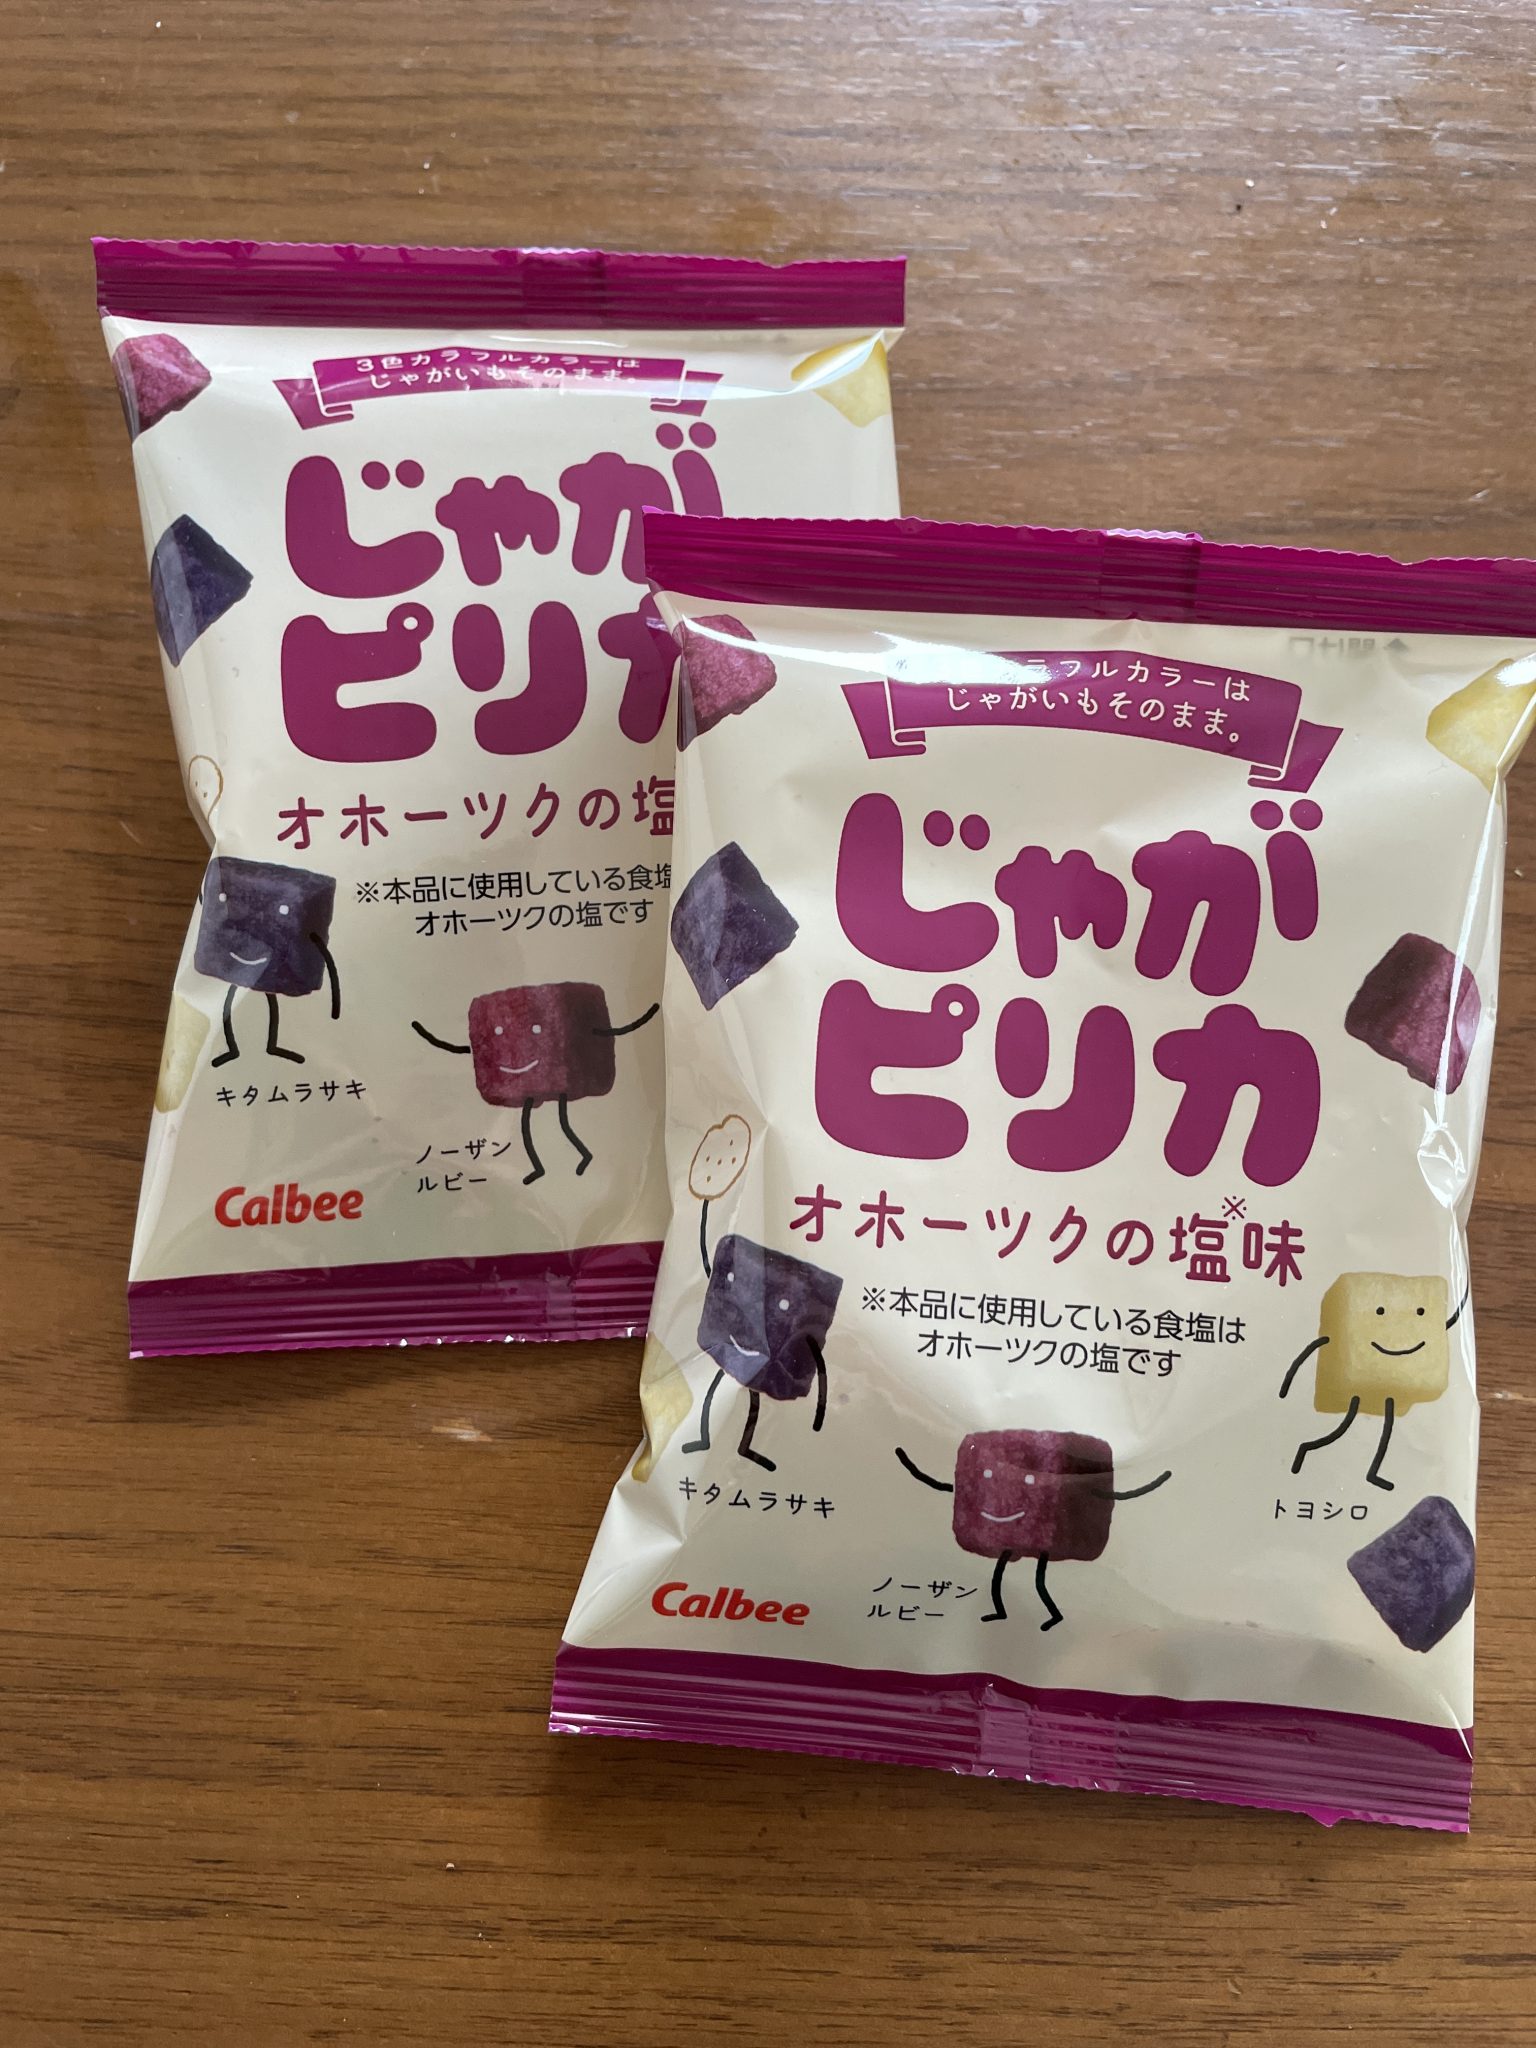 3色カラフルカラーは
じゃがいもそのまま。
じゃが
ピリカ
オホーツクの塩
※本品に使用している食塩
オホーツクの塩です
キタムラサキ
ノーザン
ルビー
Calbee
ラフルカラーは
じゃがいもそのまま。
じゃが
ピリカ
オホーツクの塩※味
※本品に使用している食塩は
オホーツクの塩です
キタムラサキ
ノーザン
ルビー
トヨシロ
Calbee